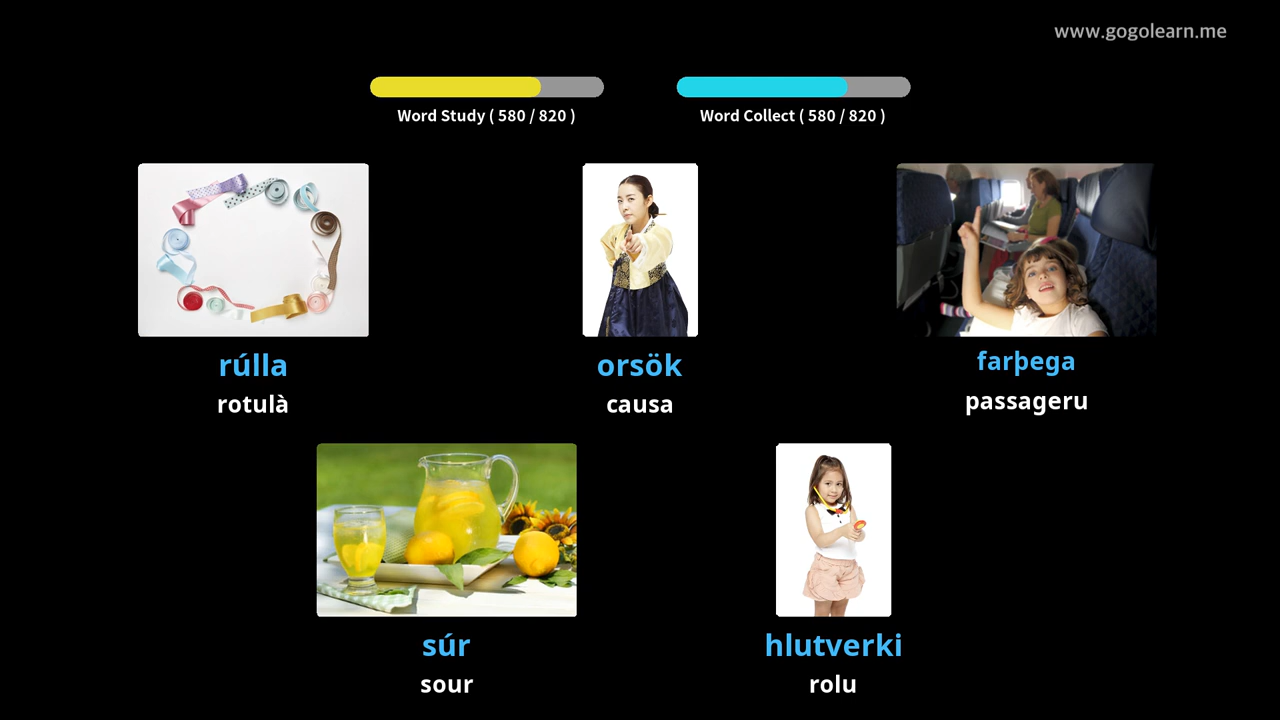 www.gogolearn.me
Word Study ( 580 / 820 )
Word Collect ( 580 / 820 )
rúlla
rotulà
orsök
causa
farþega
passageru
súr
sour
hlutverki
rolu